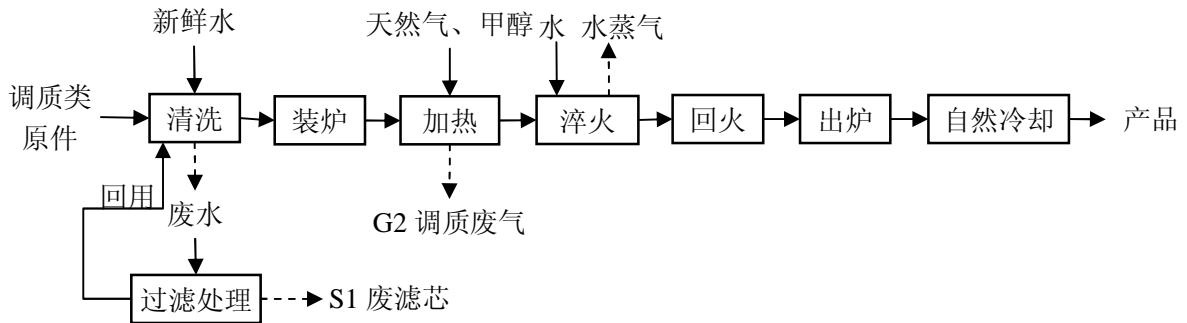 新鲜水
天然气、甲醇 水 水蒸气
调质类
原件
清洗 装炉 加热 淬火 回火 出炉 自然冷却 产品
回用
废水
G2 调质废气
过滤处理 S1 废滤芯